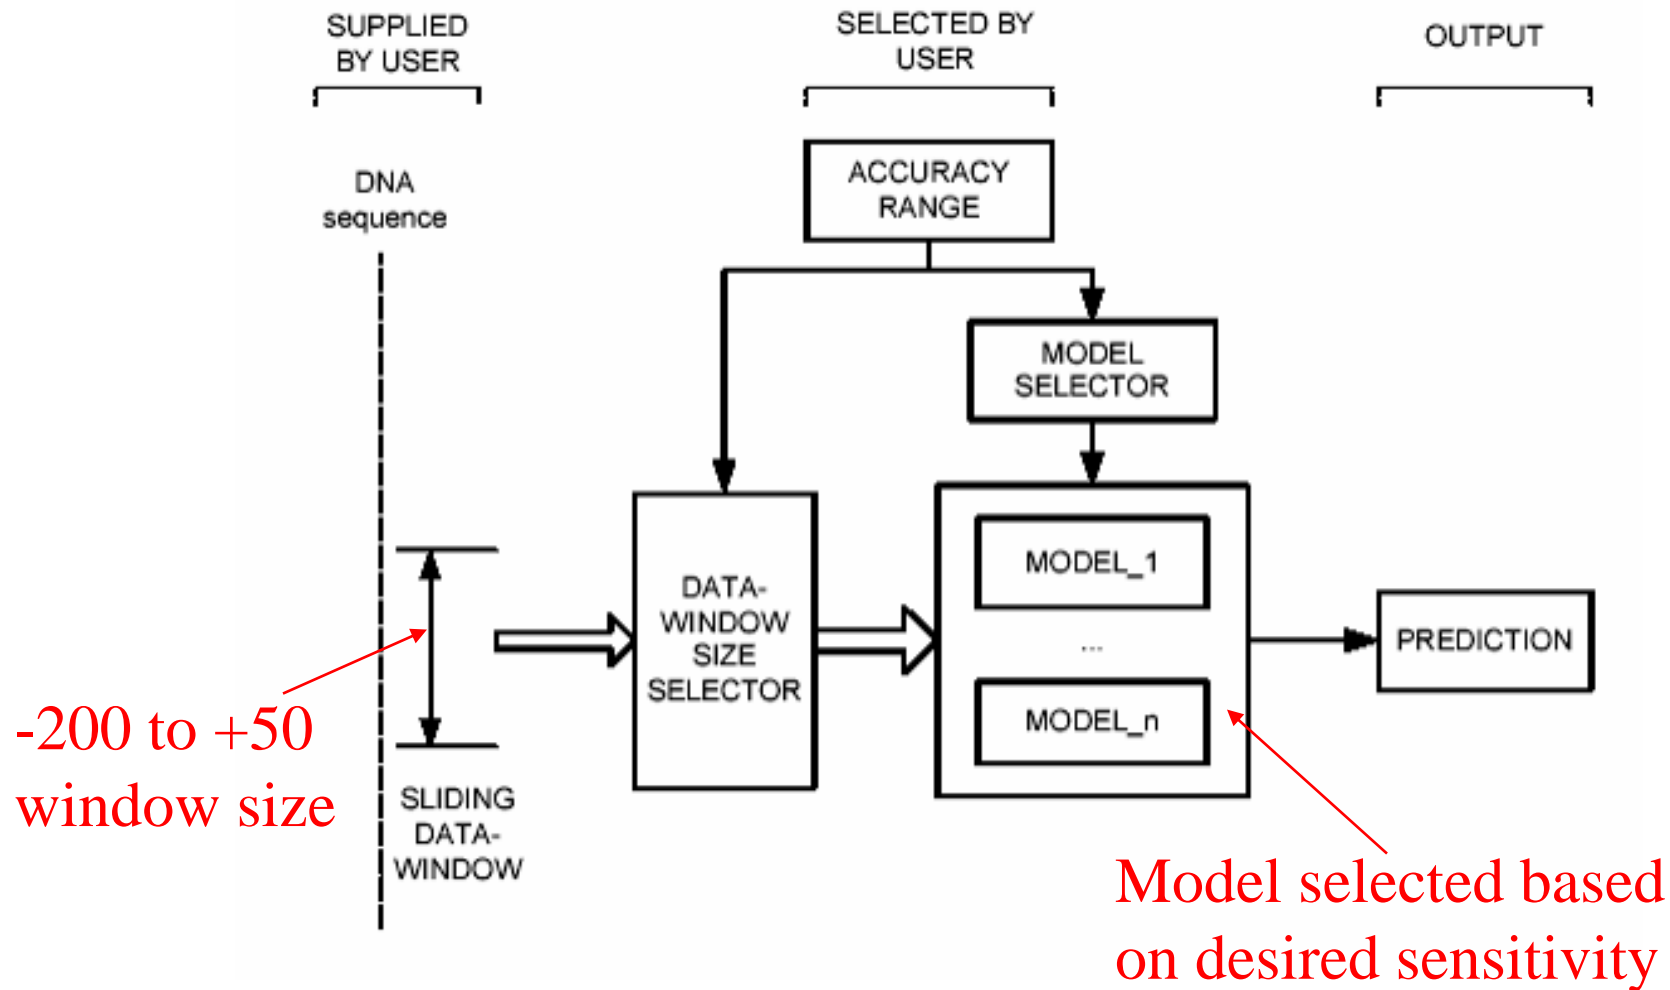 SUPPLIED
BY USER
SELECTED BY
USER
OUTPUT
DNA
sequence
ACCURACY
RANGE
MODEL
SELECTOR
DATA-
WINDOW
SIZE
SELECTOR
MODEL_1
...
MODEL_n
PREDICTION
-200 to +50
window size
SLIDING
DATA-
WINDOW
Model selected based
on desired sensitivity